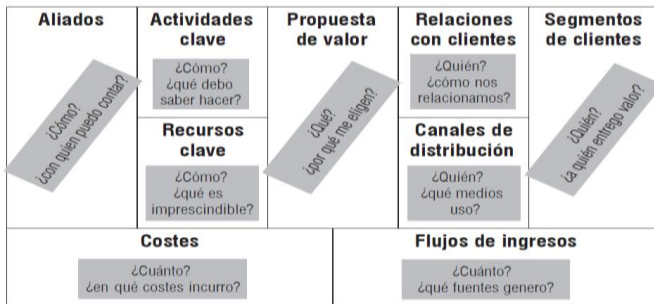 Aliados
¿Cómo?
¿con quien puedo contar?
Actividades
clave
¿Cómo?
¿qué debo
saber hacer?
Recursos
clave
¿Cómo?
¿qué es
imprescindible?
Propuesta
de valor
¿Qué?
¿por qué me eligen?
Relaciones
con clientes
¿Quién?
¿cómo nos
relacionamos?
Canales de
distribución
¿Quién?
¿qué medios
uso?
Segmentos
de clientes
¿Quién?
¿a quién entrego valor?
Costes
¿Cuánto?
¿en qué costes incurro?
Flujos de ingresos
¿Cuánto?
¿qué fuentes genero?